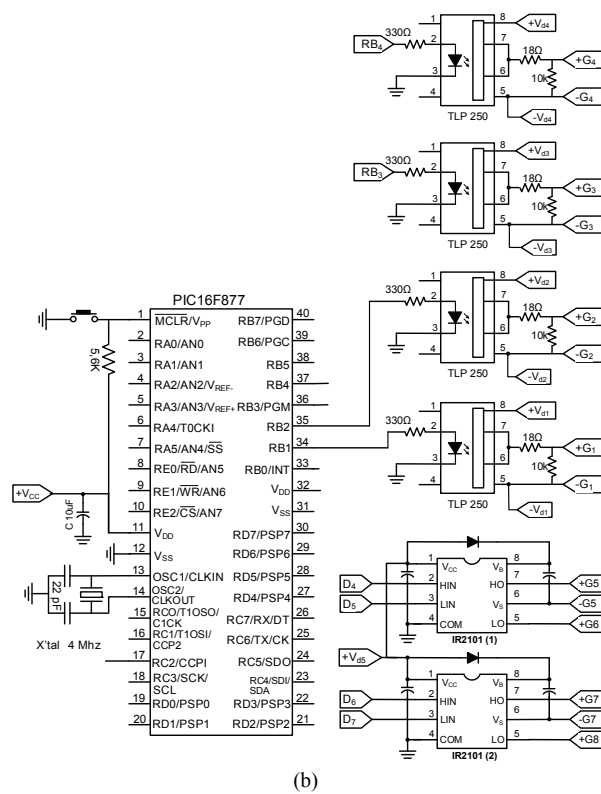 PIC16F877
1 MCLR/VPP
2 RA0/AN0
3 RA1/AN1
4 RA2/AN2/VREF-
5 RA3/AN3/VREF+
6 RA4/T0CKI
7 RA5/AN4/SS
8 RE0/RD/AN5
9 RE1/WR/AN6
10 RE2/CS/AN7
11 VDD
12 VSS
13 OSC1/CLKIN
14 OSC2/
CLKOUT
15 RCO/T1OSO/
C1CK
16 RC1/T1OSI/
CCP2
17 RC2/CCPI
18 RC3/SCK/
SCL
19 RD0/PSP0
20 RD1/PSP1
RB7/PGD 40
RB6/PGC 39
RB5 38
RB4 37
RB3/PGM 36
RB2 35
RB1 34
RB0/INT 33
VDD 32
VSS 31
RD7/PSP7 30
RD6/PSP6 29
RD5/PSP5 28
RD4/PSP4 27
RC7/RX/DT 26
RC6/TX/CK 25
RC5/SDO 24
RC4/SDI/
SDA 23
RD3/PSP3 22
RD2/PSP2 21
5.6K
+VCC
C 10uF
22 pF
X'tal 4 Mhz
RB4 330Ω
1
2
3
4
8 +Vd4
7
6
5
18Ω +G4
10k
-G4
-Vd4
TLP 250
RB3 330Ω
1
2
3
4
8 +Vd3
7
6
5
18Ω +G3
10k
-G3
-Vd3
TLP 250
330Ω
1
2
3
4
8 +Vd2
7
6
5
18Ω +G2
10k
-G2
-Vd2
TLP 250
330Ω
1
2
3
4
8 +Vd1
7
6
5
18Ω +G1
10k
-G1
-Vd1
TLP 250
1 VCC VB 8
D4 2 HIN HO 7 +G5
D5 3 LIN VS 6 -G5
4 COM LO 5 +G6
IR2101 (1)
+Vd5
1 VCC VB 8
D6 2 HIN HO 7 +G7
D7 3 LIN VS 6 -G7
4 COM LO 5 +G8
IR2101 (2)
(b)